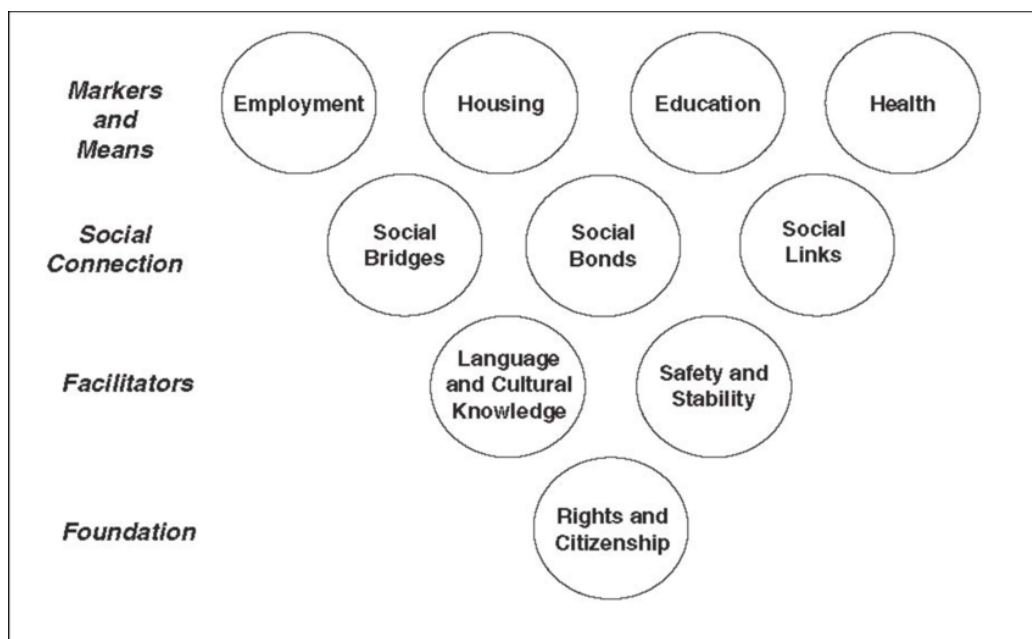 Markers
and
Means
Employment
Housing
Education
Health
Social
Connection
Social
Bridges
Social
Bonds
Social
Links
Facilitators
Language
and Cultural
Knowledge
Safety and
Stability
Foundation
Rights and
Citizenship